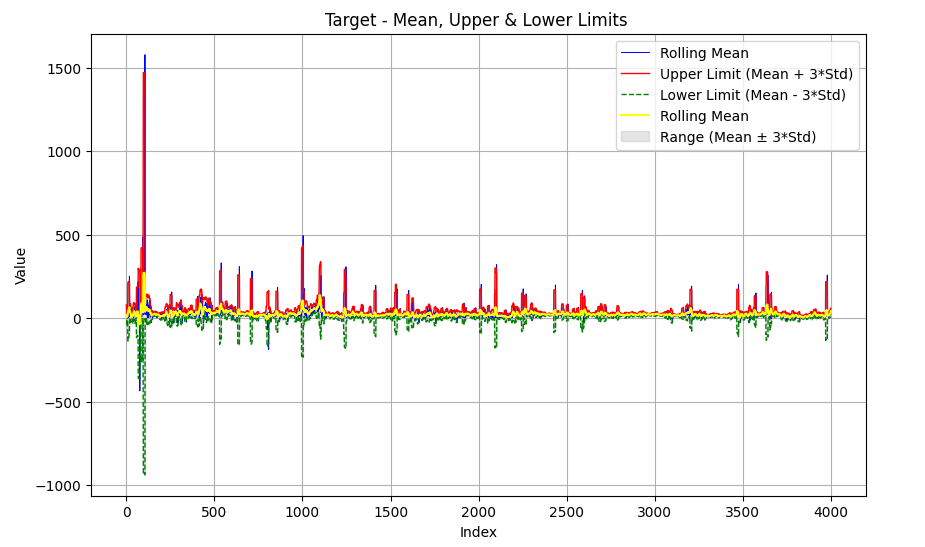 Target - Mean, Upper & Lower Limits
Rolling Mean
Upper Limit (Mean + 3*Std)
Lower Limit (Mean - 3*Std)
Rolling Mean
Range (Mean ± 3*Std)
Value
1500
1000
500
0
−500
−1000
0 500 1000 1500 2000 2500 3000 3500 4000
Index